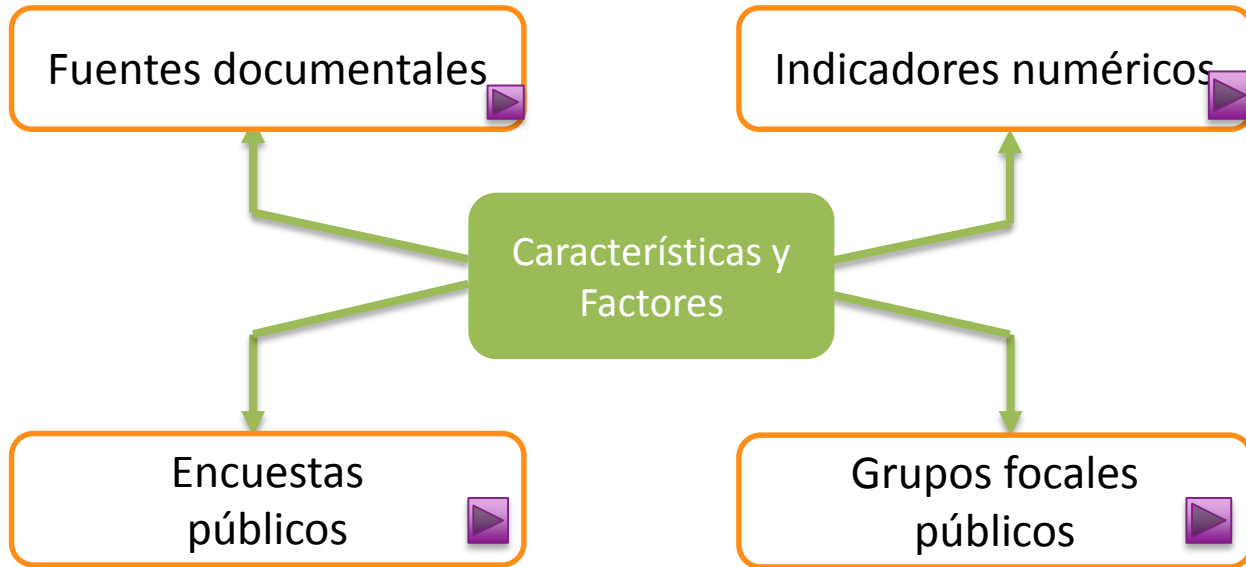 Fuentes documentales
Indicadores numéricos
Características y
Factores
Encuestas
públicos
Grupos focales
públicos